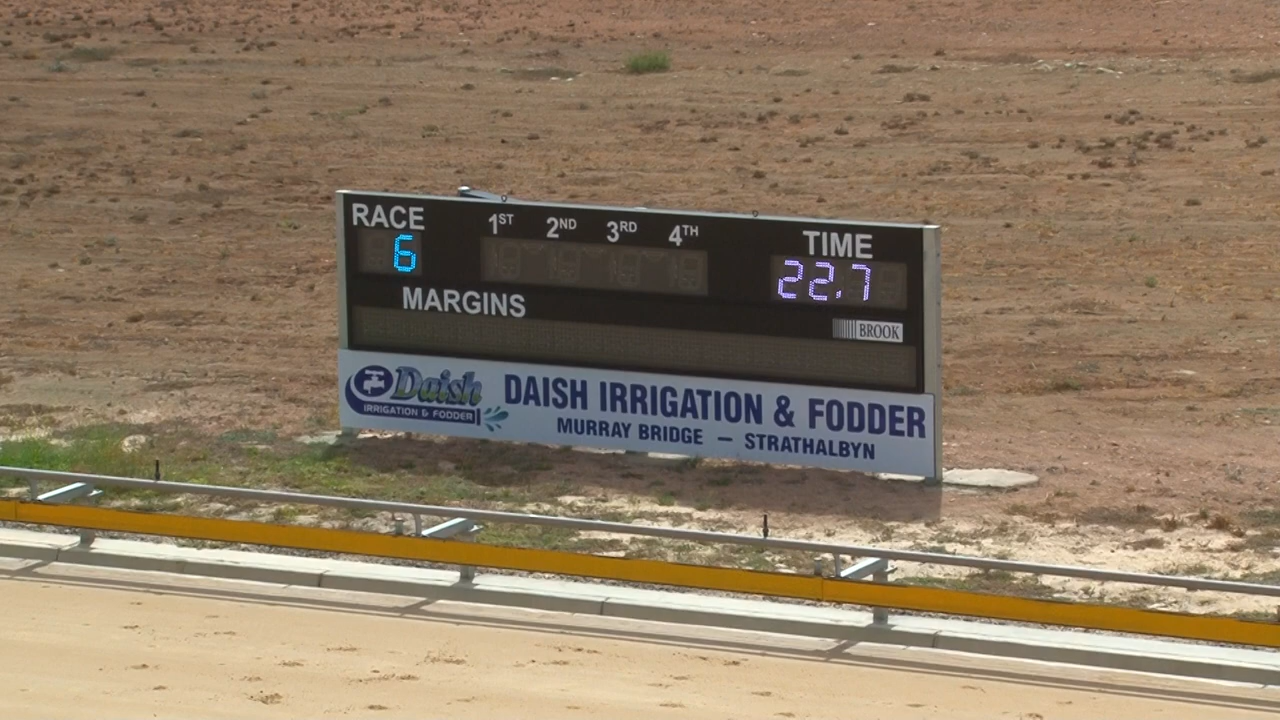 RACE 1ST 2ND 3RD 4TH TIME
6 22.7
MARGINS
BROOK
Daish
IRRIGATION & FODDER
DAISH IRRIGATION & FODDER
MURRAY BRIDGE — STRATHALBYN